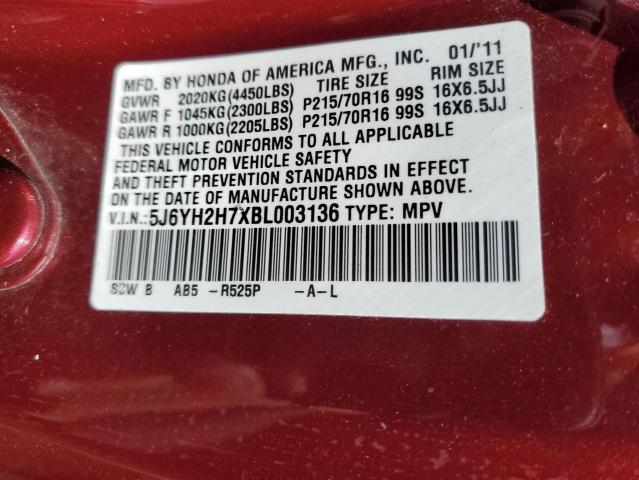 MFD. BY HONDA OF AMERICA MFG., INC. 01/'11
GVWR 2020KG(4450LBS) TIRE SIZE RIM SIZE
GAWR F 1045KG(2300LBS) P215/70R16 99S 16X6.5JJ
GAWR R 1000KG(2205LBS) P215/70R16 99S 16X6.5JJ
THIS VEHICLE CONFORMS TO ALL APPLICABLE
FEDERAL MOTOR VEHICLE SAFETY
AND THEFT PREVENTION STANDARDS IN EFFECT
ON THE DATE OF MANUFACTURE SHOWN ABOVE.
V.I.N.:5J6YH2H7XBL003136 TYPE: MPV
SCW B AB5 -R525P -A-L